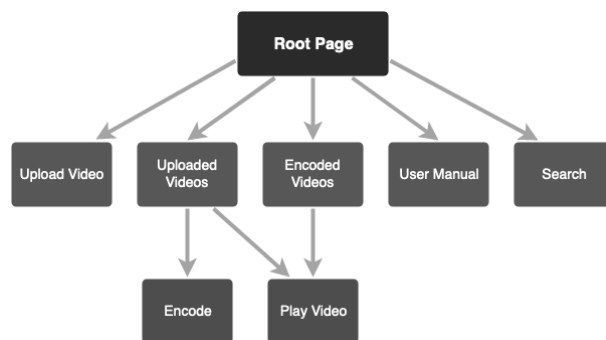 Root Page
Upload Video
Uploaded
Videos
Encoded
Videos
User Manual
Search
Encode
Play Video